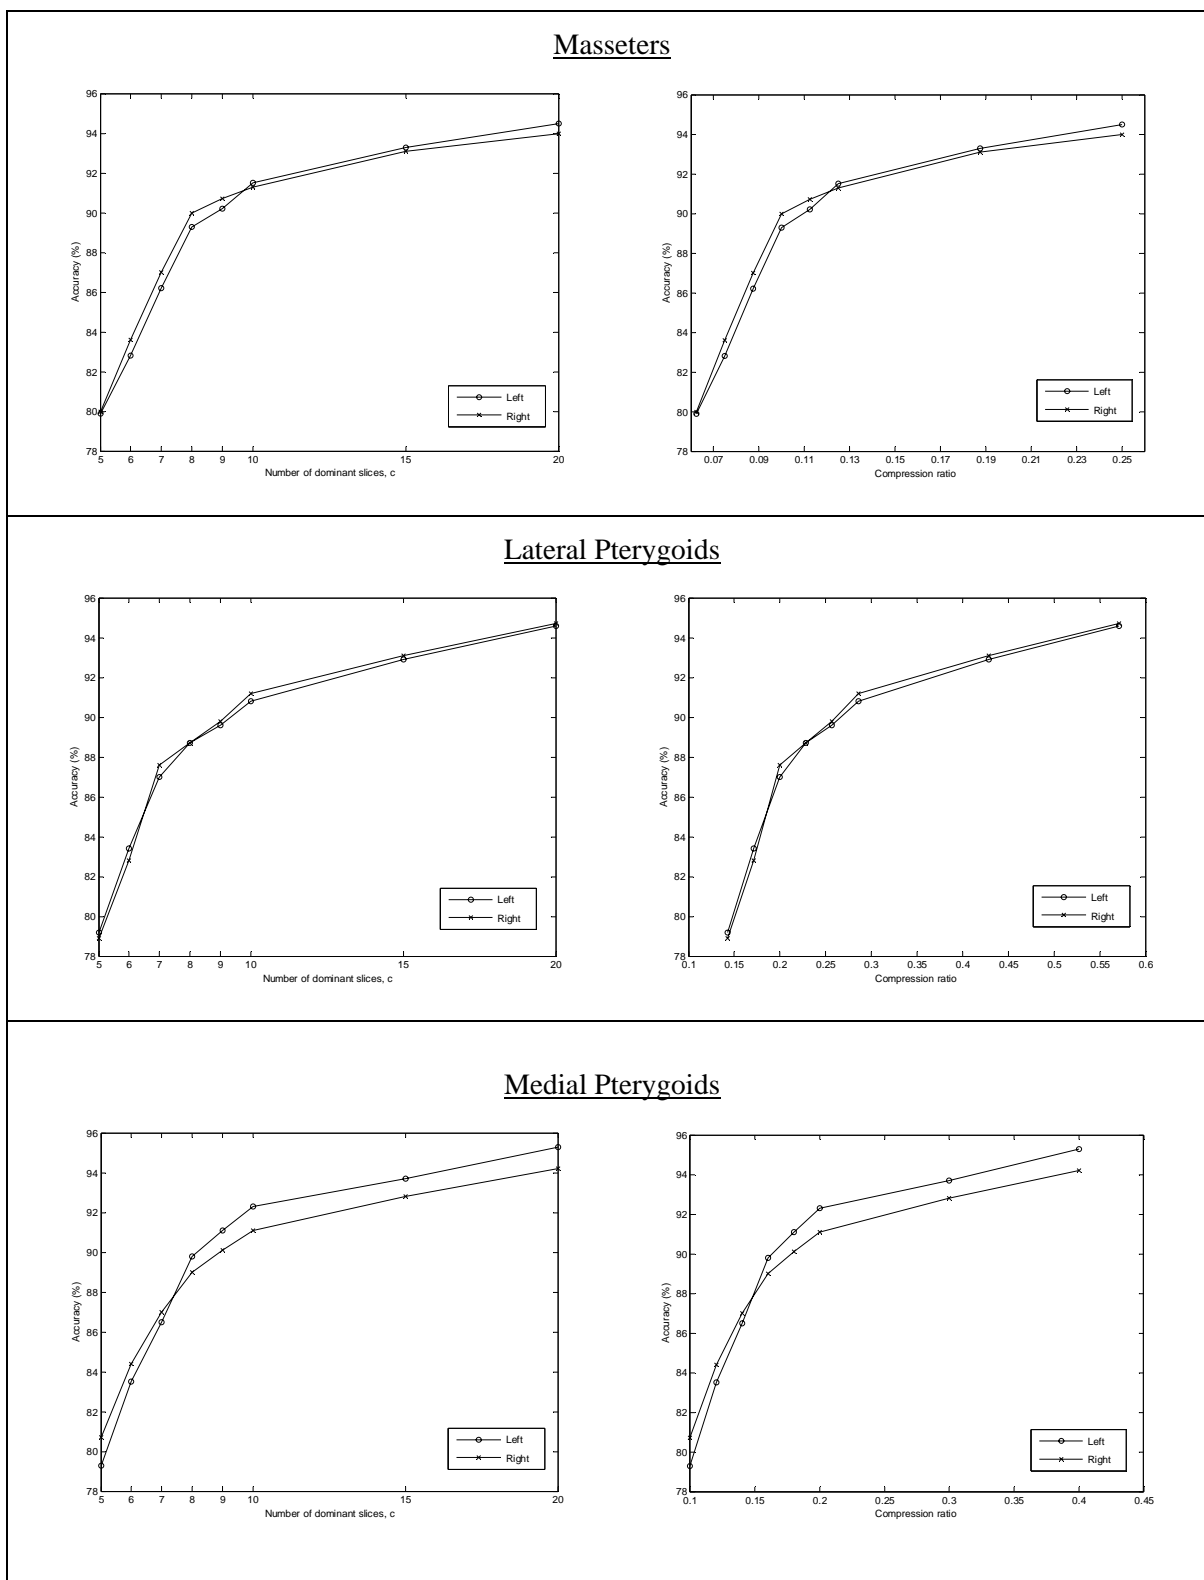 Masseters
96
94
92
90
88
86
84
82
80
78
Accuracy (%)
5 6 7 8 9 10 15 20
Number of dominant slices, c
Left
Right
96
94
92
90
88
86
84
82
80
78
Accuracy (%)
0.07 0.09 0.11 0.13 0.15 0.17 0.19 0.21 0.23 0.25
Compression ratio
Left
Right
Lateral Pterygoids
96
94
92
90
88
86
84
82
80
78
Accuracy (%)
5 6 7 8 9 10 15 20
Number of dominant slices, c
Left
Right
96
94
92
90
88
86
84
82
80
78
Accuracy (%)
0.1 0.15 0.2 0.25 0.3 0.35 0.4 0.45 0.5 0.55 0.6
Compression ratio
Left
Right
Medial Pterygoids
96
94
92
90
88
86
84
82
80
78
Accuracy (%)
5 6 7 8 9 10 15 20
Number of dominant slices, c
Left
Right
96
94
92
90
88
86
84
82
80
78
Accuracy (%)
0.1 0.15 0.2 0.25 0.3 0.35 0.4 0.45
Compression ratio
Left
Right